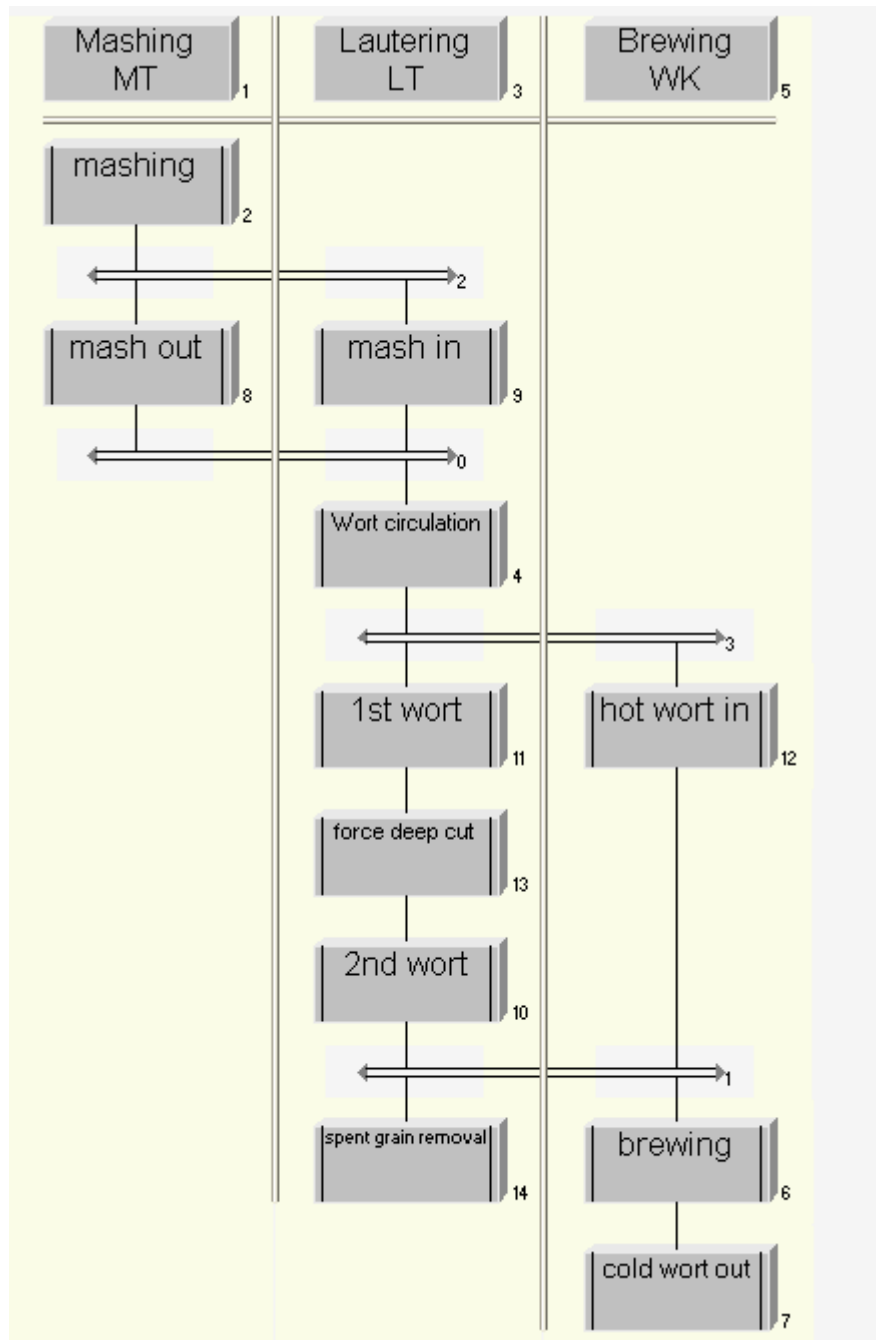 Mashing
MT
1
Lautering
LT
3
Brewing
WK
5
mashing
2
2
mash out
8
mash in
9
0
Wort circulation
4
3
1st wort
11
hot wort in
12
force deep cut
13
2nd wort
10
1
spent grain removal
14
brewing
6
cold wort out
7